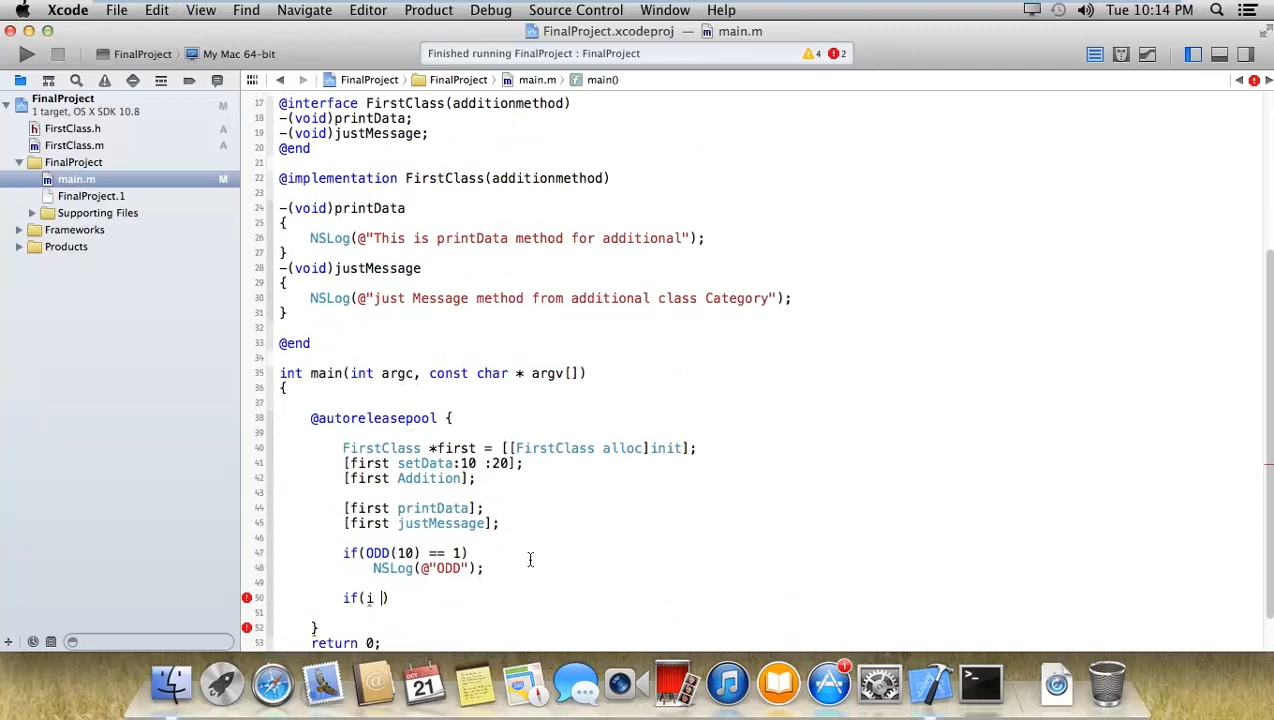 Xcode File Edit View Find Navigate Editor Product Debug Source Control Window Help Tue 10:14 PM
FinalProject.xcodeproj — main.m
FinalProject My Mac 64-bit Finished running FinalProject : FinalProject 4 2
FinalProject FinalProject main.m main()
FinalProject M
1 target, OS X SDK 10.8
FirstClass.h A
FirstClass.m A
FinalProject
main.m M
FinalProject.1
Supporting Files
Frameworks
Products
17 @interface FirstClass(additionmethod)
18 -(void)printData;
19 -(void)justMessage;
20 @end
21
22 @implementation FirstClass(additionmethod)
23
24 -(void)printData
25 {
26 NSLog(@"This is printData method for additional");
27 }
28 -(void)justMessage
29 {
30 NSLog(@"just Message method from additional class Category");
31 }
32
33 @end
34
35 int main(int argc, const char * argv[])
36 {
37
38 @autoreleasepool {
39
40 FirstClass *first = [[FirstClass alloc]init];
41 [first setData:10 :20];
42 [first Addition];
43
44 [first printData];
45 [first justMessage];
46
47 if(ODD(10) == 1)
48 NSLog(@"ODD");
49
50 if(i )
51
52 }
53 return 0;
OCT
21
1